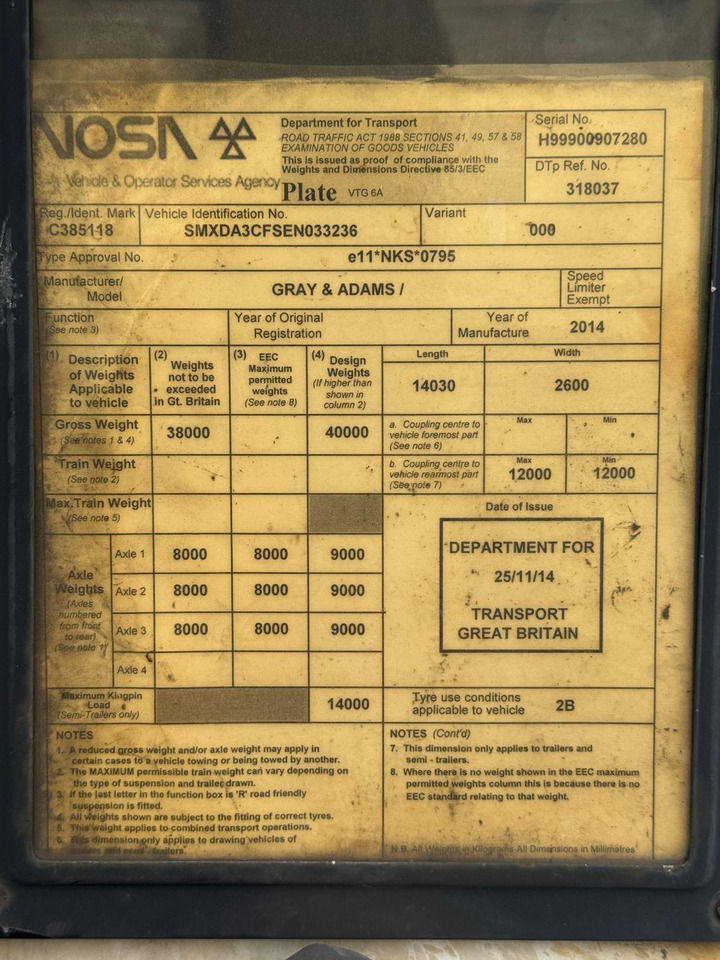 VOSA
Vehicle & Operator Services Agency
Department for Transport
ROAD TRAFFIC ACT 1988 SECTIONS 41, 49, 57 & 58
EXAMINATION OF GOODS VEHICLES
This is issued as proof of compliance with the
Weights and Dimensions Directive 85/3/EEC
Plate VTG 6A
Serial No.
H99900907280
DTp Ref. No.
318037
Reg./Ident. Mark
C385118
Vehicle Identification No.
SMXDA3CFSEN033236
Variant
000
Type Approval No.
e11*NKS*0795
Manufacturer/
Model
GRAY & ADAMS /
Speed
Limiter
Exempt
Function
(See note 3)
Year of Original
Registration
Year of
Manufacture
2014
(1) Description
of Weights
Applicable
to vehicle
(2) Weights
not to be
exceeded
in Gt. Britain
(3) EEC
Maximum
permitted
weights
(See note 8)
(4) Design
Weights
(If higher than
shown in
column 2)
Length
14030
Width
2600
Gross Weight
(See notes 1 & 4)
38000
40000
a. Coupling centre to
vehicle foremost part
(See note 6)
Max
Min
Train Weight
(See note 2)
b. Coupling centre to
vehicle rearmost part
(See note 7)
Max
12000
Min
12000
Max.Train Weight
(See note 5)
Date of Issue
DEPARTMENT FOR
25/11/14
TRANSPORT
GREAT BRITAIN
Axle
Weights
(Axles
numbered
from front
to rear)
(See note 1)
Axle 1 8000 8000 9000
Axle 2 8000 8000 9000
Axle 3 8000 8000 9000
Axle 4
Maximum Kingpin
Load
(Semi-Trailers only)
14000
Tyre use conditions
applicable to vehicle
2B
NOTES
1. A reduced gross weight and/or axle weight may apply in
certain cases to a vehicle towing or being towed by another.
2. The MAXIMUM permissible train weight can vary depending on
the type of suspension and trailer drawn.
3. If the last letter in the function box is 'R' road friendly
suspension is fitted.
4. All weights shown are subject to the fitting of correct tyres.
5. This weight applies to combined transport operations.
6. This dimension only applies to drawing vehicles of
trailers and semi - trailers.
NOTES (Cont'd)
7. This dimension only applies to trailers and
semi - trailers.
8. Where there is no weight shown in the EEC maximum
permitted weights column this is because there is no
EEC standard relating to that weight.
N.B. All Weights in Kilograms-All Dimensions in Millimatres